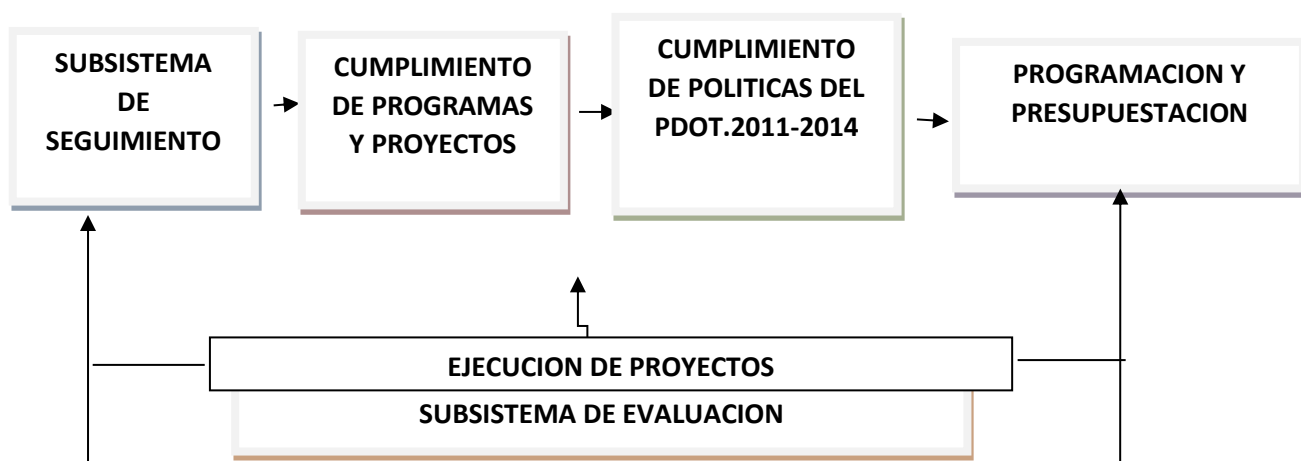 SUBSISTEMA
DE
SEGUIMIENTO
CUMPLIMIENTO
DE PROGRAMAS
Y PROYECTOS
CUMPLIMIENTO
DE POLITICAS DEL
PDOT.2011-2014
PROGRAMACION Y
PRESUPUESTACION
EJECUCION DE PROYECTOS
SUBSISTEMA DE EVALUACION